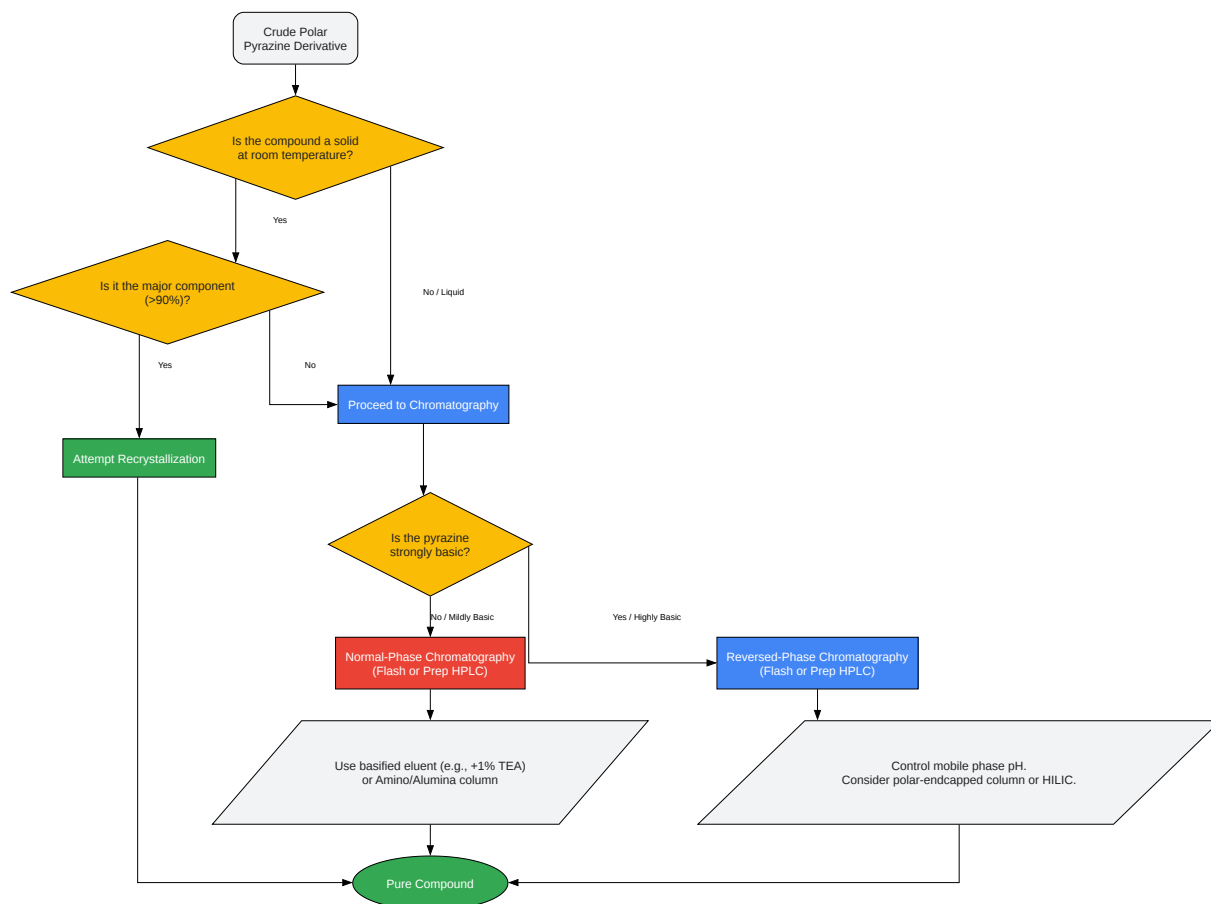 Crude Polar
Pyrazine Derivative
Is the compound a solid
at room temperature?
Yes
Is it the major component
(>90%)?
No / Liquid
Yes
No
Proceed to Chromatography
Attempt Recrystallization
Is the pyrazine
strongly basic?
No / Mildly Basic
Yes / Highly Basic
Normal-Phase Chromatography
(Flash or Prep HPLC)
Reversed-Phase Chromatography
(Flash or Prep HPLC)
Use basified eluent (e.g., +1% TEA)
or Amino/Alumina column
Control mobile phase pH.
Consider polar-endcapped column or HILIC.
Pure Compound